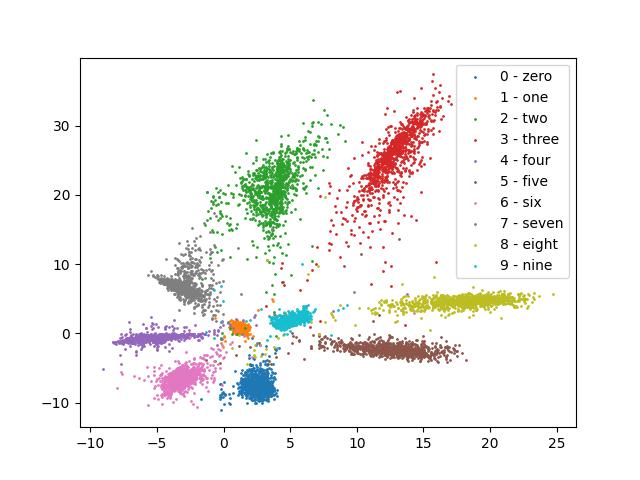 0 - zero
1 - one
2 - two
3 - three
4 - four
5 - five
6 - six
7 - seven
8 - eight
9 - nine
30
20
10
0
−10
−10 −5 0 5 10 15 20 25